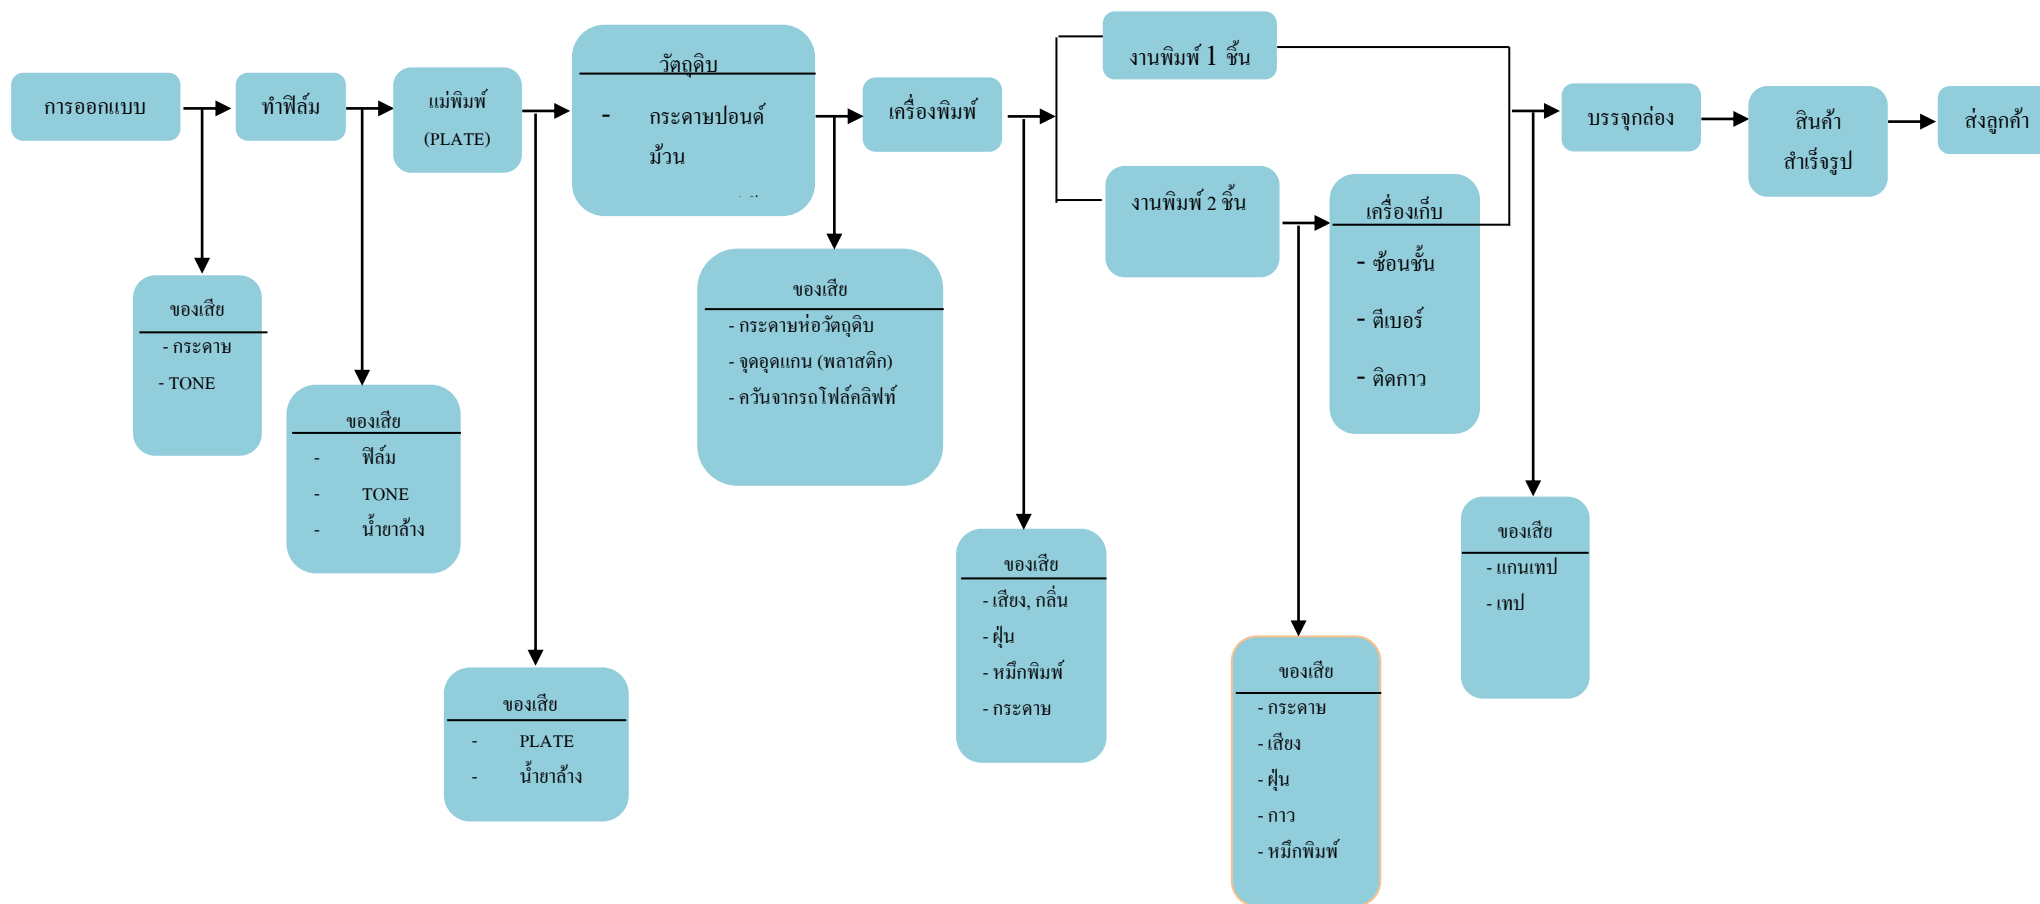 การออกแบบ
ทำฟิล์ม
แม่พิมพ์
(PLATE)
วัตถุดิบ
- กระดาษปอนด์
ม้วน
เครื่องพิมพ์
งานพิมพ์ 1 ชิ้น
งานพิมพ์ 2 ชิ้น
เครื่องเก็บ
- ซ้อนชั้น
- ตีเบอร์
- ติดกาว
บรรจุกล่อง
สินค้า
สำเร็จรูป
ส่งลูกค้า
ของเสีย
- กระดาษ
- TONE
ของเสีย
- ฟิล์ม
- TONE
- น้ำยาล้าง
ของเสีย
- PLATE
- น้ำยาล้าง
ของเสีย
- กระดาษห่อวัตถุดิบ
- จุดอุดแกน (พลาสติก)
- ควันจากรถโฟล์คลิฟท์
ของเสีย
- เสียง, กลิ่น
- ฝุ่น
- หมึกพิมพ์
- กระดาษ
ของเสีย
- กระดาษ
- เสียง
- ฝุ่น
- กาว
- หมึกพิมพ์
ของเสีย
- แกนเทป
- เทป